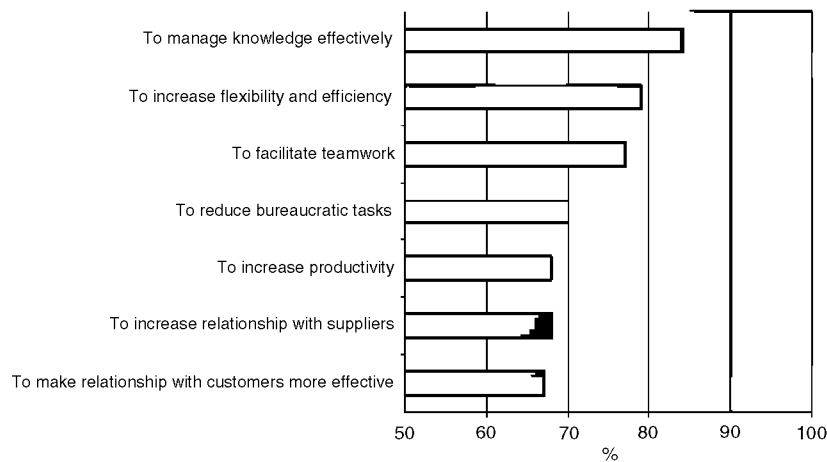 To manage knowledge effectively
To increase flexibility and efficiency
To facilitate teamwork
To reduce bureaucratic tasks
To increase productivity
To increase relationship with suppliers
To make relationship with customers more effective
50 60 70 80 90 100
%